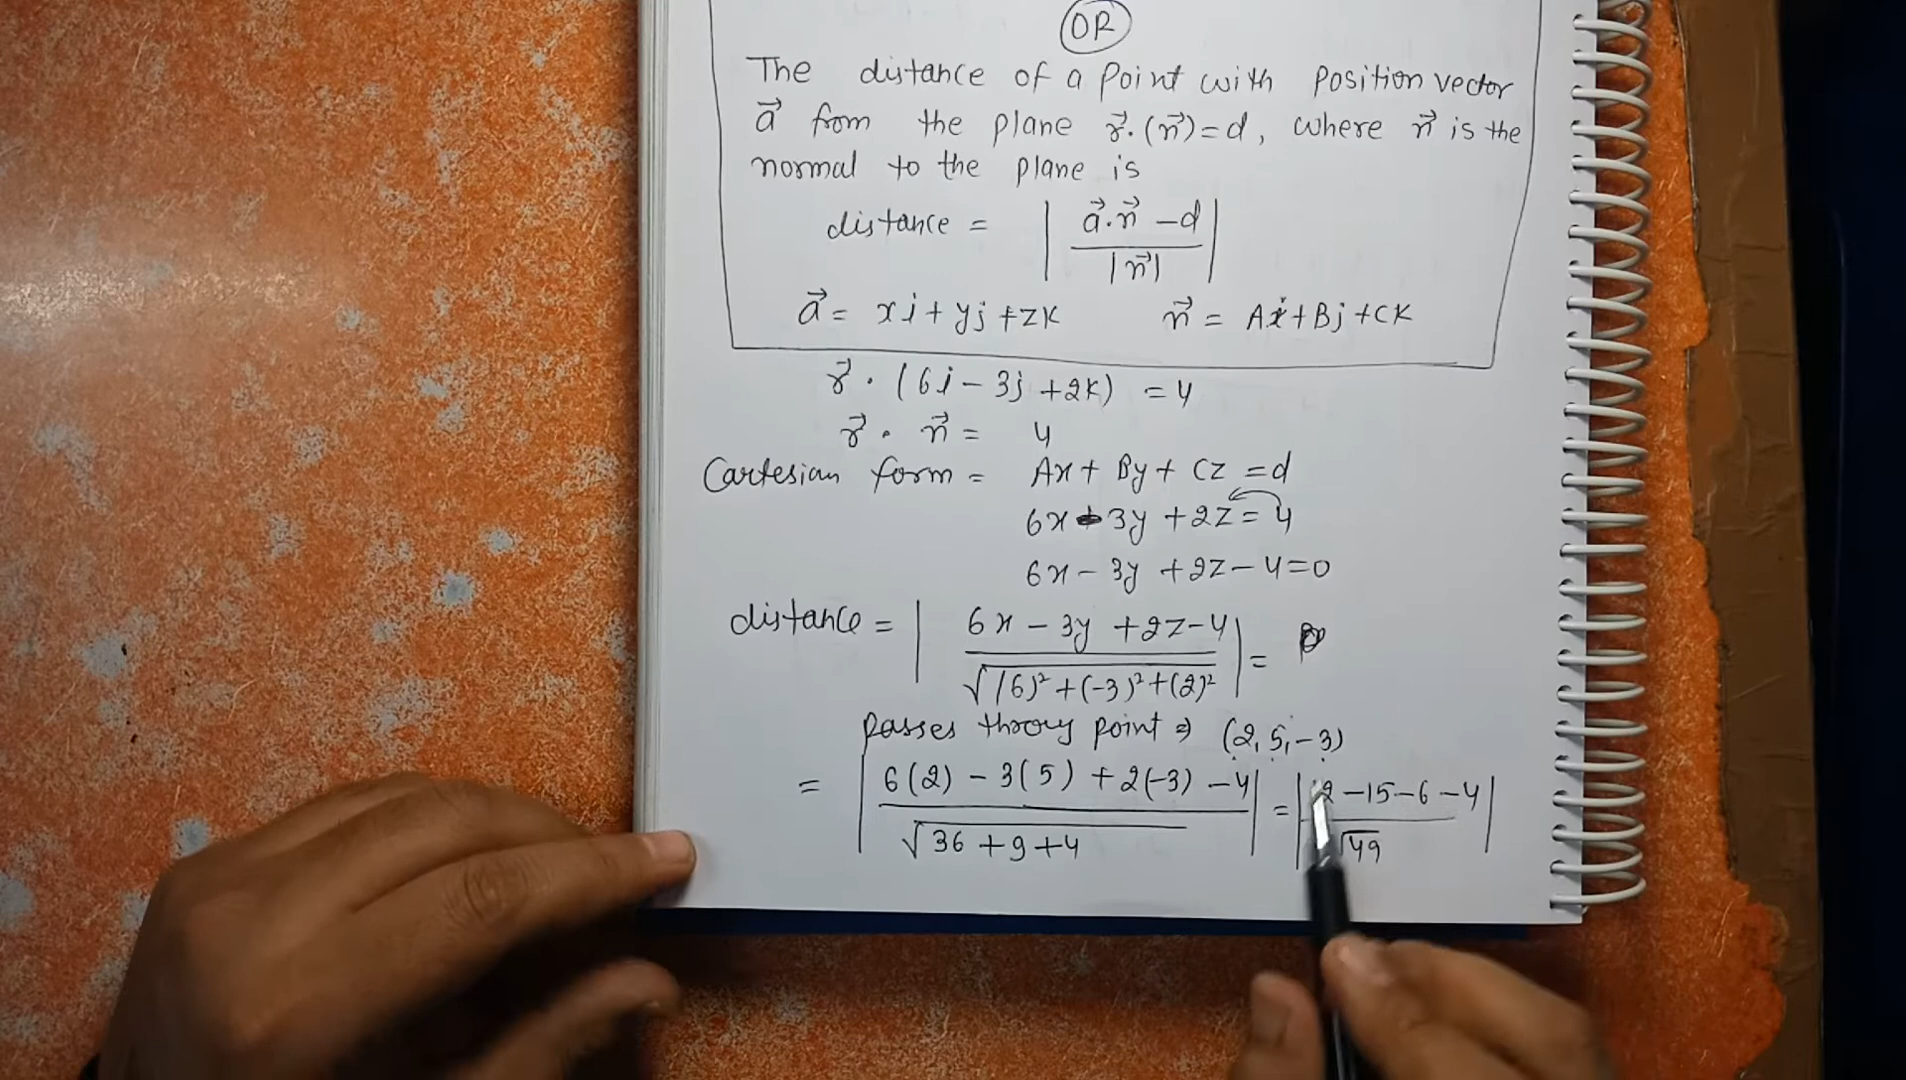 OR
The distance of a point with position vector
a⃗ from the plane r⃗.(n⃗)=d, where n⃗ is the
normal to the plane is
distance = | (a⃗.n⃗ -d) / |n⃗| |
a⃗ = xi + yj + zk    n⃗ = Ai + Bj + Ck
r⃗ . (6i - 3j + 2k) = 4
r⃗ . n⃗ = 4
Cartesian form = Ax + By + Cz = d
6x - 3y + 2z = 4
6x - 3y + 2z - 4 = 0
distance = | (6x - 3y + 2z - 4) / √((6)² + (-3)² + (2)²) | =
Passes throug point ⇒ (2, 5, -3)
= | (6(2) - 3(5) + 2(-3) - 4) / √(36 + 9 + 4) | = | (12 - 15 - 6 - 4) / √49 |